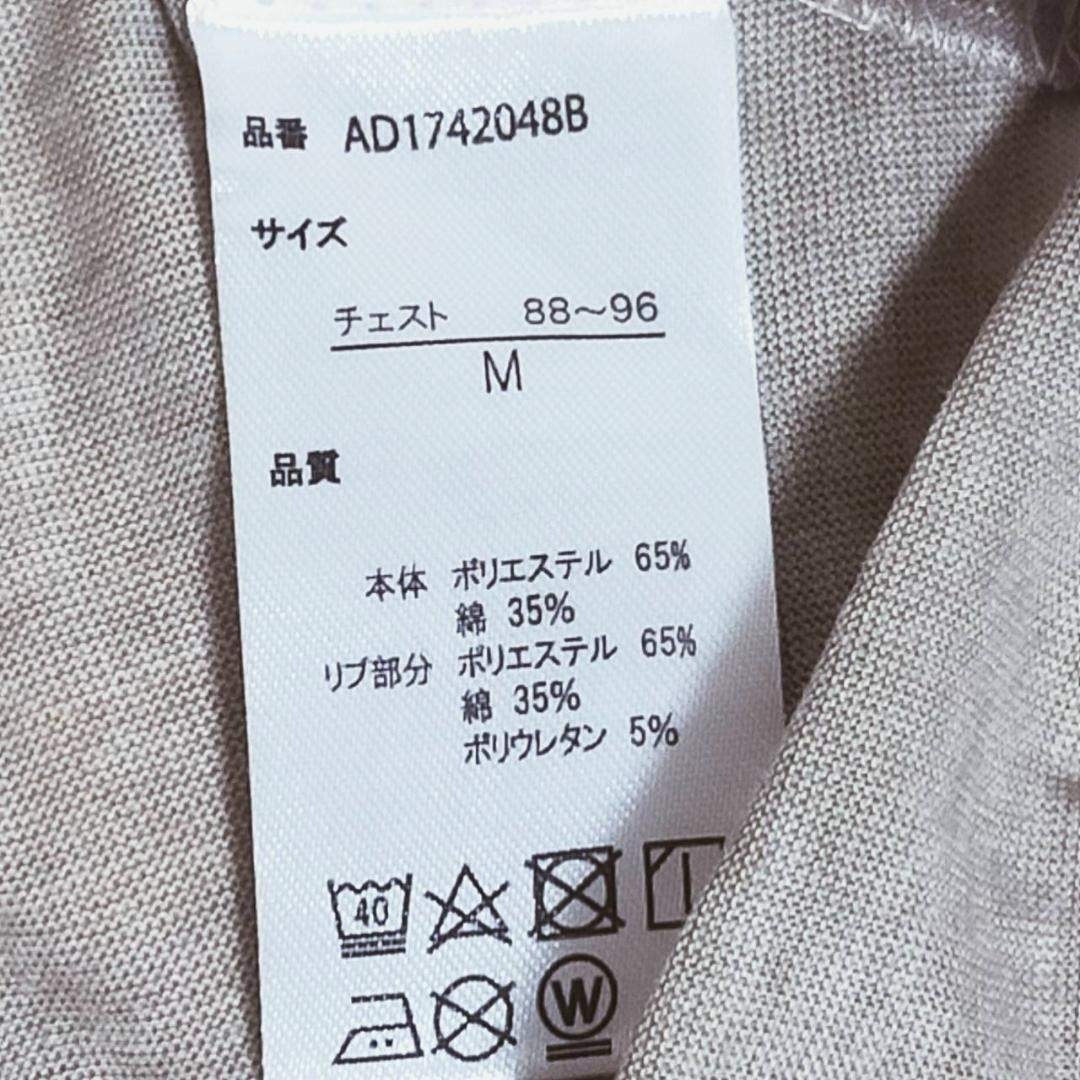 品番 AD1742048B
サイズ
チェスト 88～96
M
品質
本体 ポリエステル 65%
綿 35%
リブ部分 ポリエステル 65%
綿 35%
ポリウレタン 5%
40
W